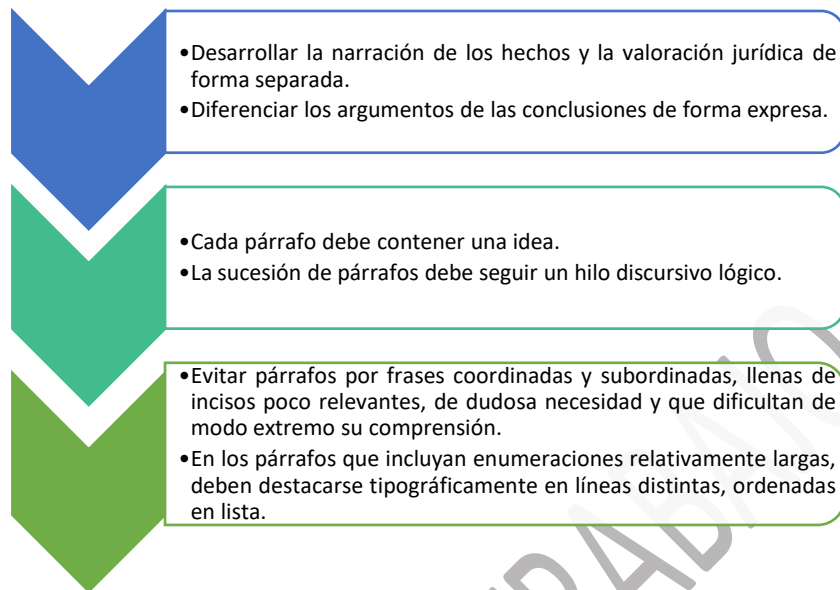 •Desarrollar la narración de los hechos y la valoración jurídica de
forma separada.
•Diferenciar los argumentos de las conclusiones de forma expresa.
•Cada párrafo debe contener una idea.
•La sucesión de párrafos debe seguir un hilo discursivo lógico.
•Evitar párrafos por frases coordinadas y subordinadas, llenas de
incisos poco relevantes, de dudosa necesidad y que dificultan de
modo extremo su comprensión.
•En los párrafos que incluyan enumeraciones relativamente largas,
deben destacarse tipográficamente en líneas distintas, ordenadas
en lista.